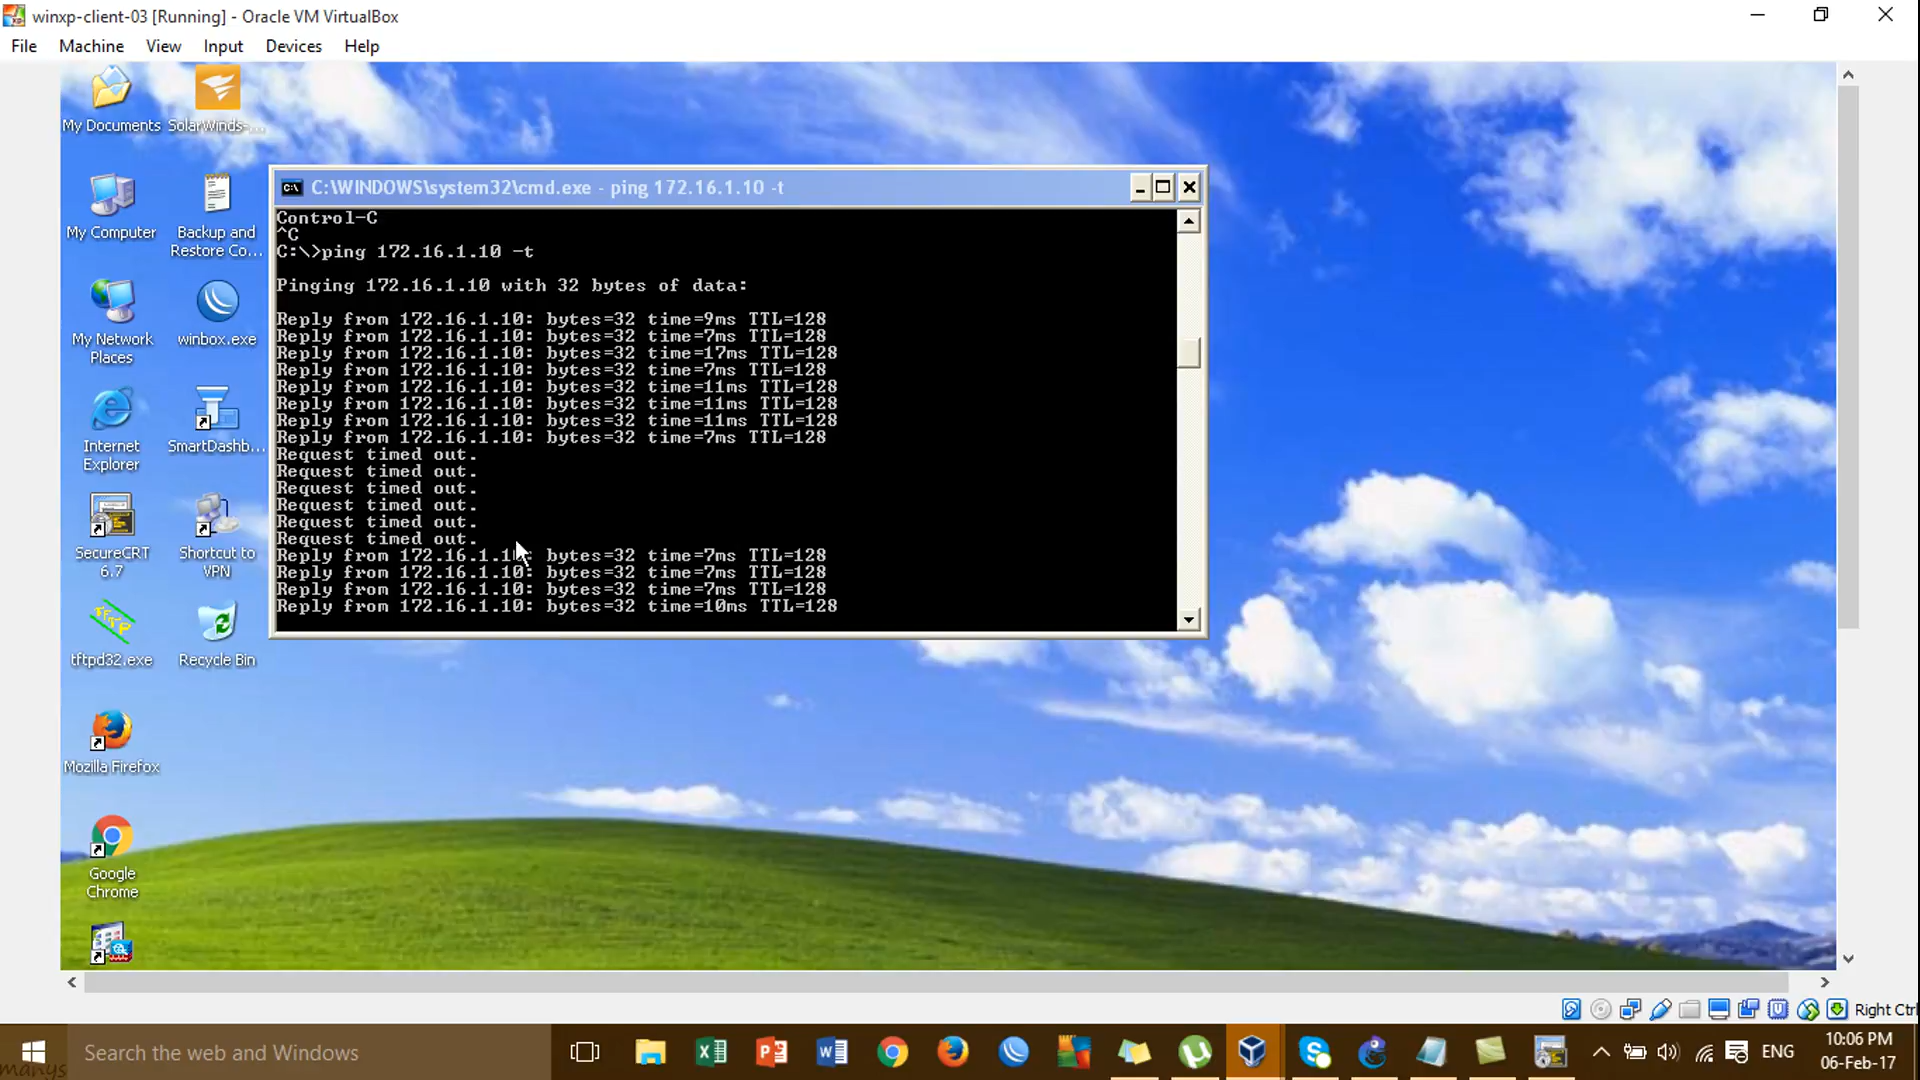 winxp-client-03 [Running] - Oracle VM VirtualBox
File Machine View Input Devices Help
My Documents
SolarWinds-...
My Computer
Backup and
Restore Co...
My Network
Places
winbox.exe
Internet
Explorer
SmartDashb...
SecureCRT
6.7
Shortcut to
VPN
TFTP
tftpd32.exe
Recycle Bin
Mozilla Firefox
Google
Chrome
C:\WINDOWS\system32\cmd.exe - ping 172.16.1.10 -t
Control-C
^C
C:\>ping 172.16.1.10 -t
Pinging 172.16.1.10 with 32 bytes of data:
Reply from 172.16.1.10: bytes=32 time=9ms TTL=128
Reply from 172.16.1.10: bytes=32 time=7ms TTL=128
Reply from 172.16.1.10: bytes=32 time=17ms TTL=128
Reply from 172.16.1.10: bytes=32 time=7ms TTL=128
Reply from 172.16.1.10: bytes=32 time=11ms TTL=128
Reply from 172.16.1.10: bytes=32 time=11ms TTL=128
Reply from 172.16.1.10: bytes=32 time=11ms TTL=128
Reply from 172.16.1.10: bytes=32 time=7ms TTL=128
Request timed out.
Request timed out.
Request timed out.
Request timed out.
Request timed out.
Request timed out.
Reply from 172.16.1.10: bytes=32 time=7ms TTL=128
Reply from 172.16.1.10: bytes=32 time=7ms TTL=128
Reply from 172.16.1.10: bytes=32 time=7ms TTL=128
Reply from 172.16.1.10: bytes=32 time=10ms TTL=128
Right Ctrl
Search the web and Windows
ENG
10:06 PM
06-Feb-17